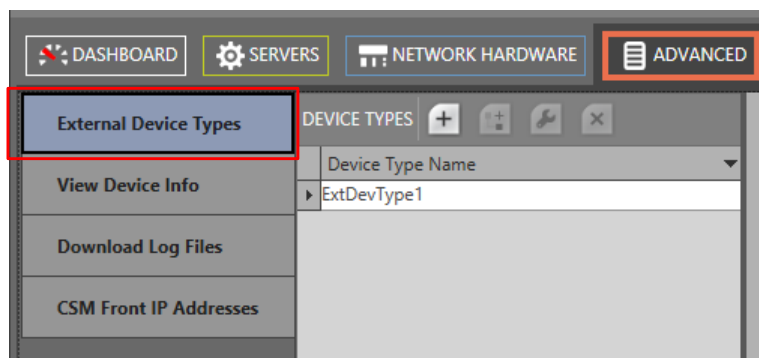 DASHBOARD SERVERS NETWORK HARDWARE ADVANCED
External Device Types
View Device Info
Download Log Files
CSM Front IP Addresses
DEVICE TYPES
Device Type Name
ExtDevType1